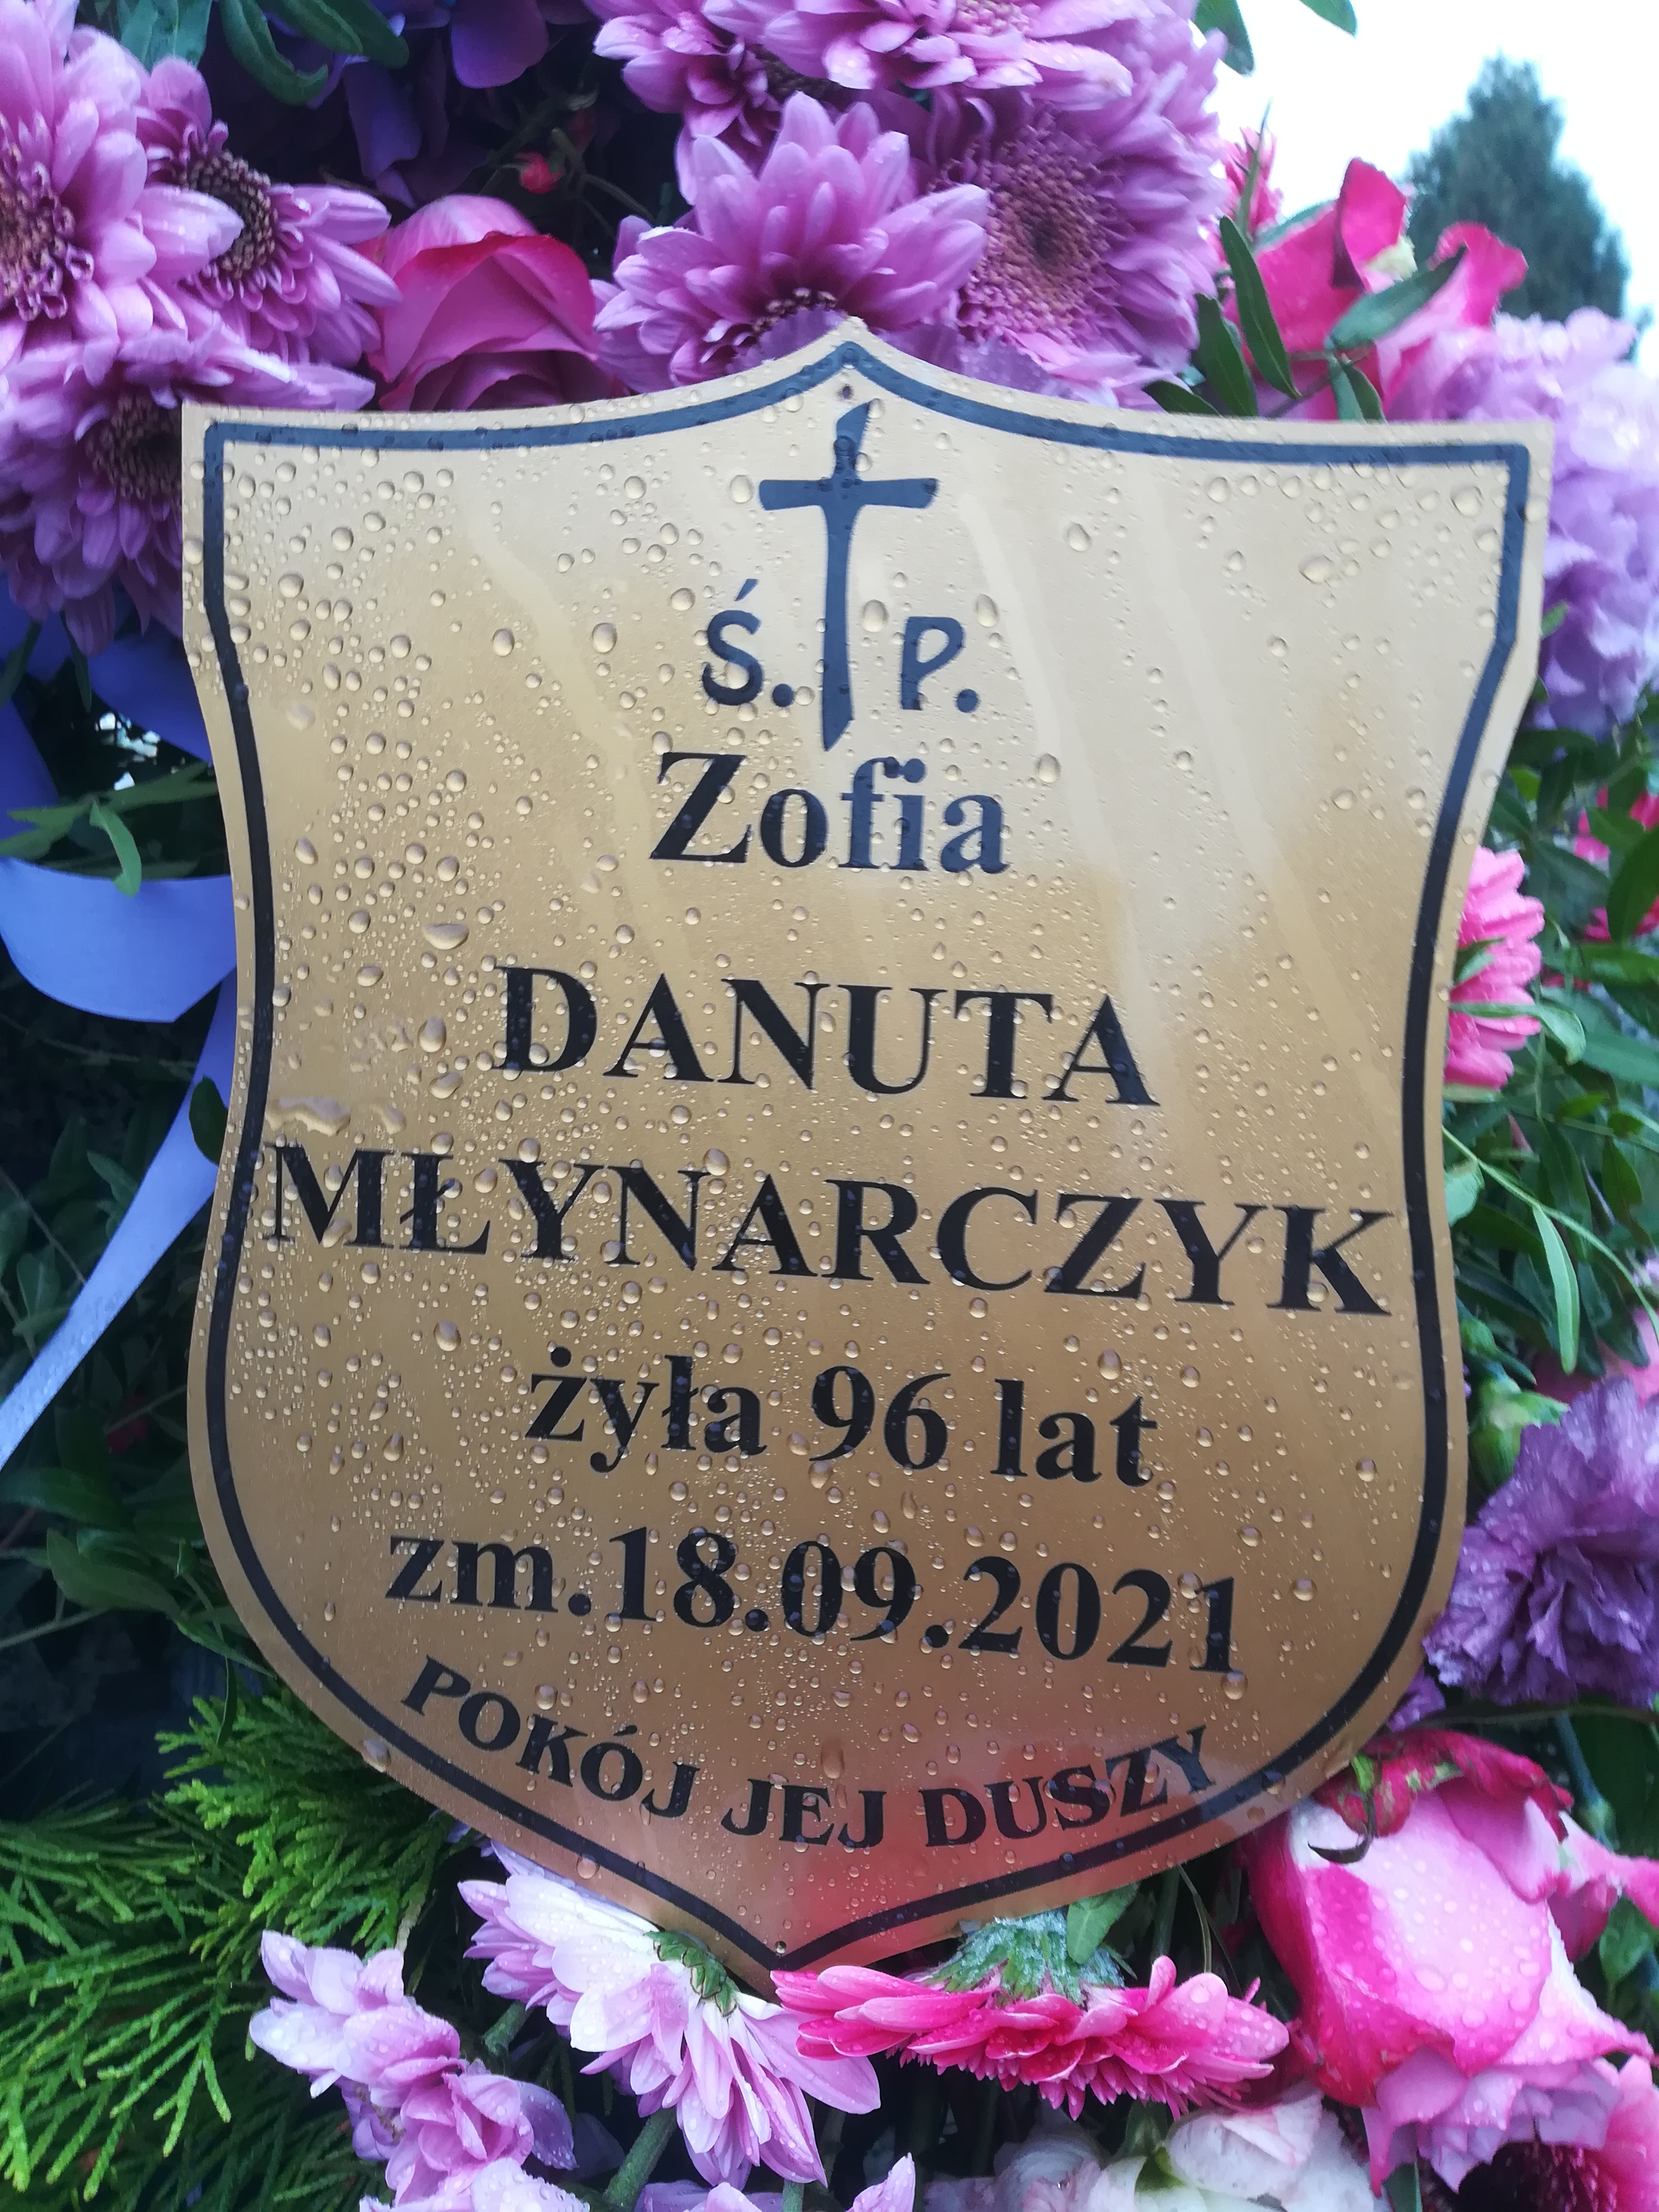 Ś. P.
Zofia
DANUTA
MŁYNARCZYK
żyła 96 lat
zm.18.09.2021
POKÓJ JEJ DUSZY